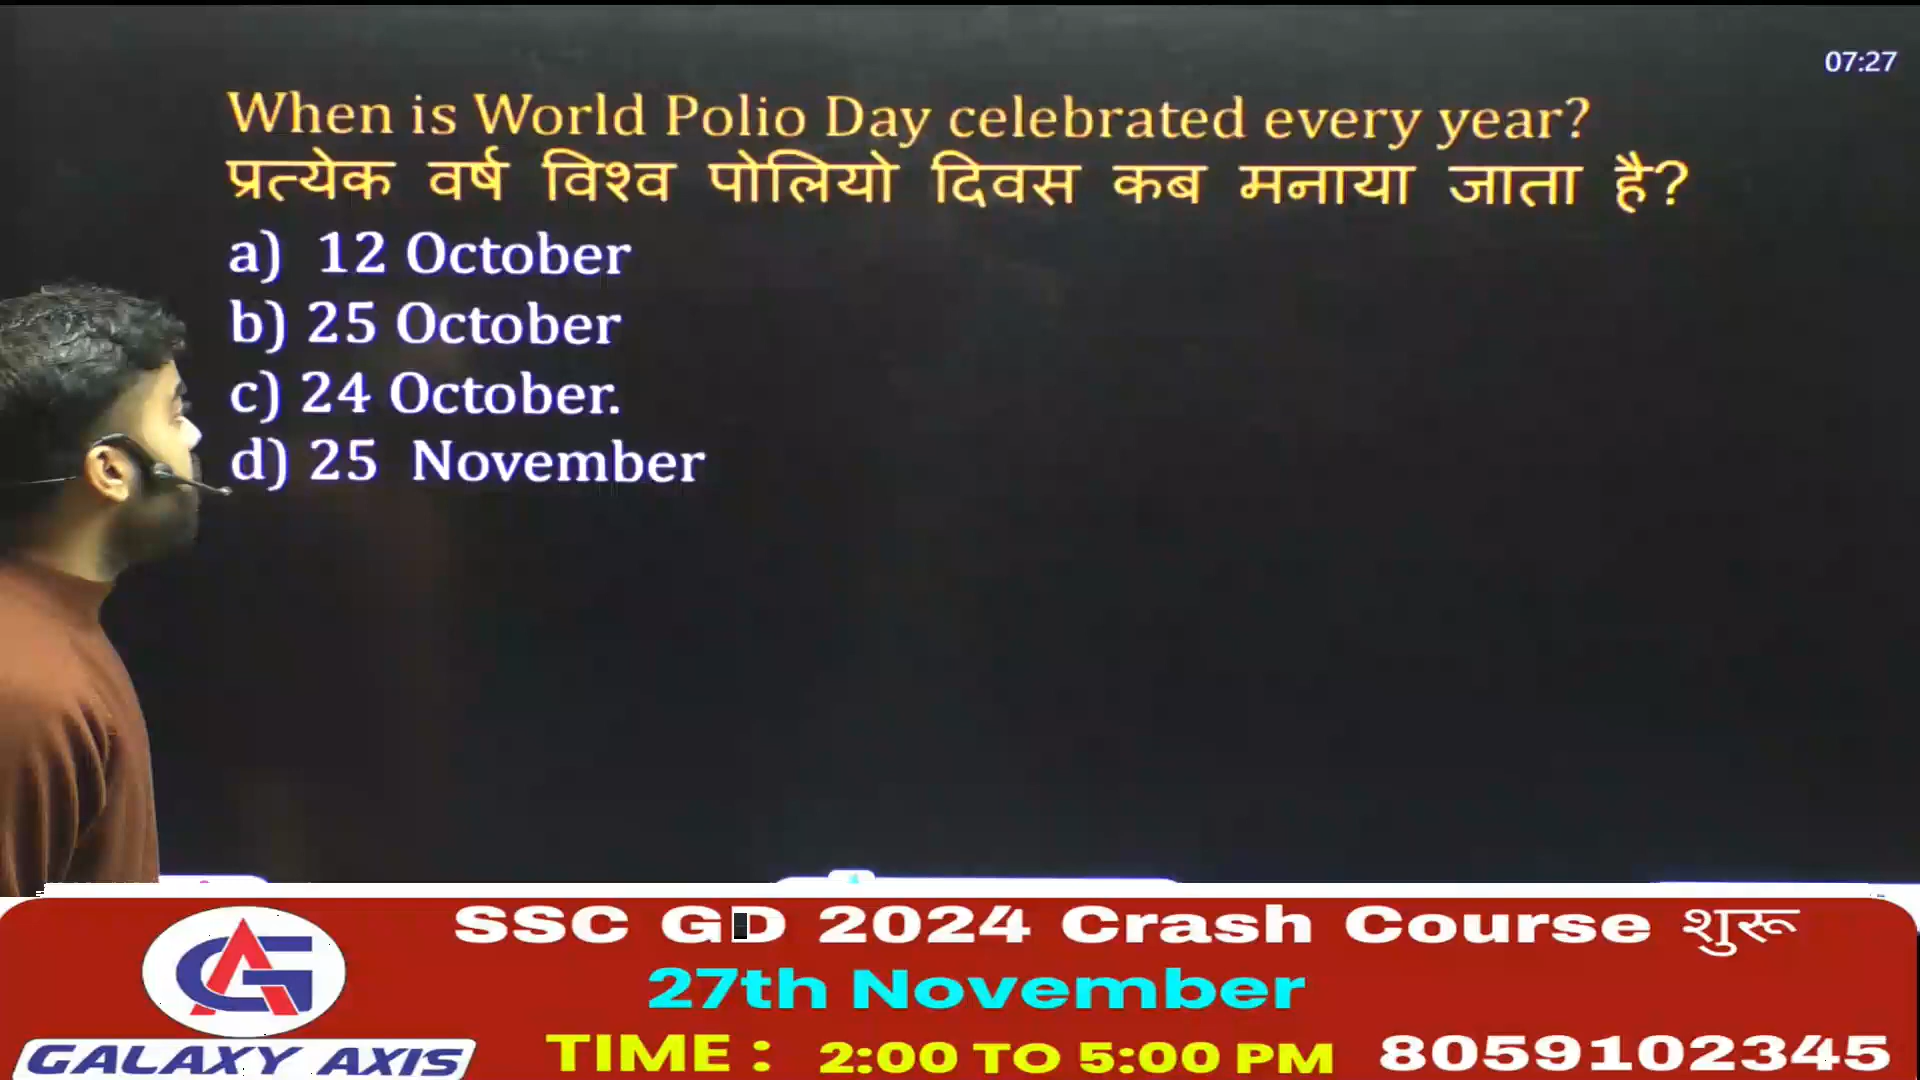 07:27
When is World Polio Day celebrated every year?
प्रत्येक वर्ष विश्व पोलियो दिवस कब मनाया जाता है?
a) 12 October
b) 25 October
c) 24 October.
d) 25 November
SSC GD 2024 Crash Course शुरू
27th November
GALAXY AXIS
TIME : 2:00 TO 5:00 PM 8059102345